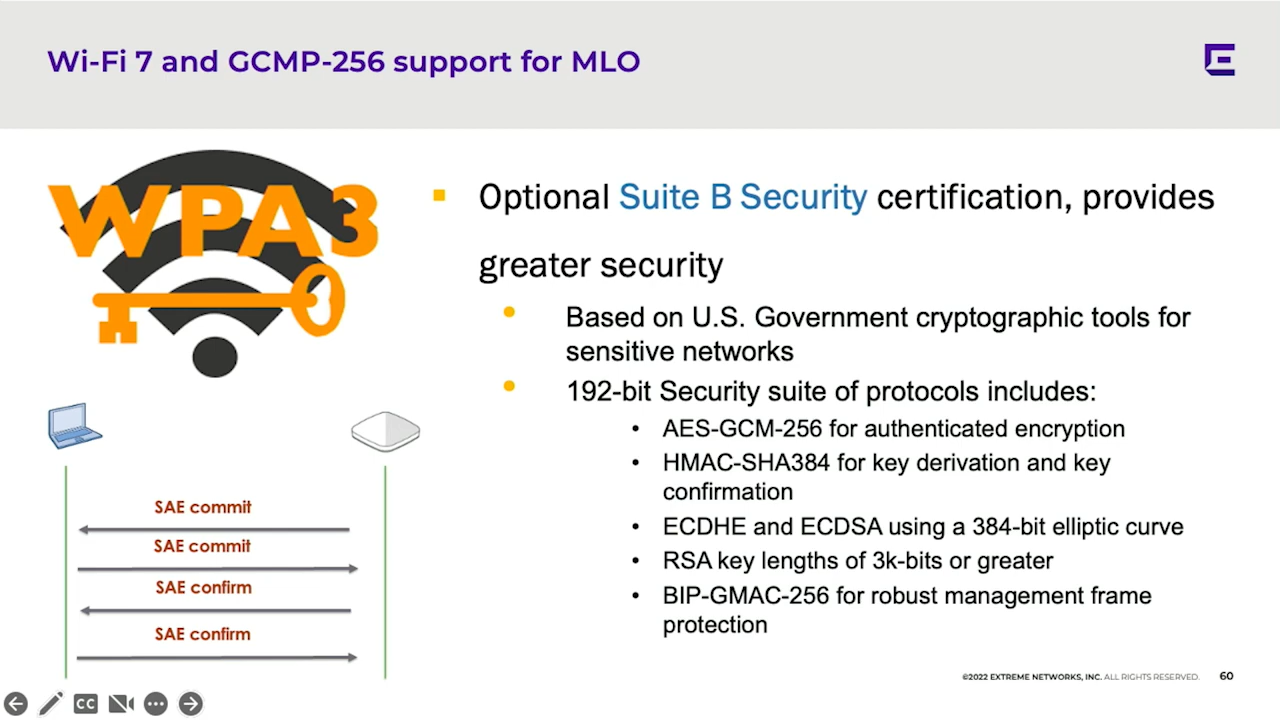 Wi-Fi 7 and GCMP-256 support for MLO
WPA3
Optional Suite B Security certification, provides
greater security
Based on U.S. Government cryptographic tools for
sensitive networks
192-bit Security suite of protocols includes:
AES-GCM-256 for authenticated encryption
HMAC-SHA384 for key derivation and key
confirmation
ECDHE and ECDSA using a 384-bit elliptic curve
RSA key lengths of 3k-bits or greater
BIP-GMAC-256 for robust management frame
protection
SAE commit
SAE commit
SAE confirm
SAE confirm
©2022 EXTREME NETWORKS, INC. ALL RIGHTS RESERVED. 60
CC